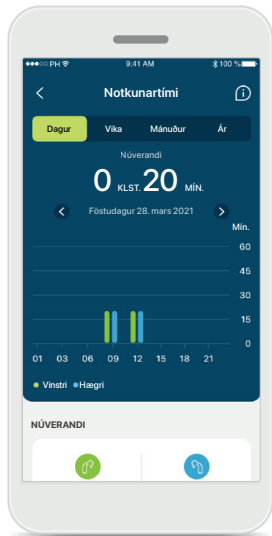 ●●●○○ PH 9:41 AM 100 %
Notkunartími
Dagur Vika Mánuður Ár
Núverandi
0 KLST. 20 MÍN.
Föstudagur 28. mars 2021
Mín.
60
45
30
15
0
01 03 06 09 12 15 18 21
Vinstri Hægri
NÚVERANDI